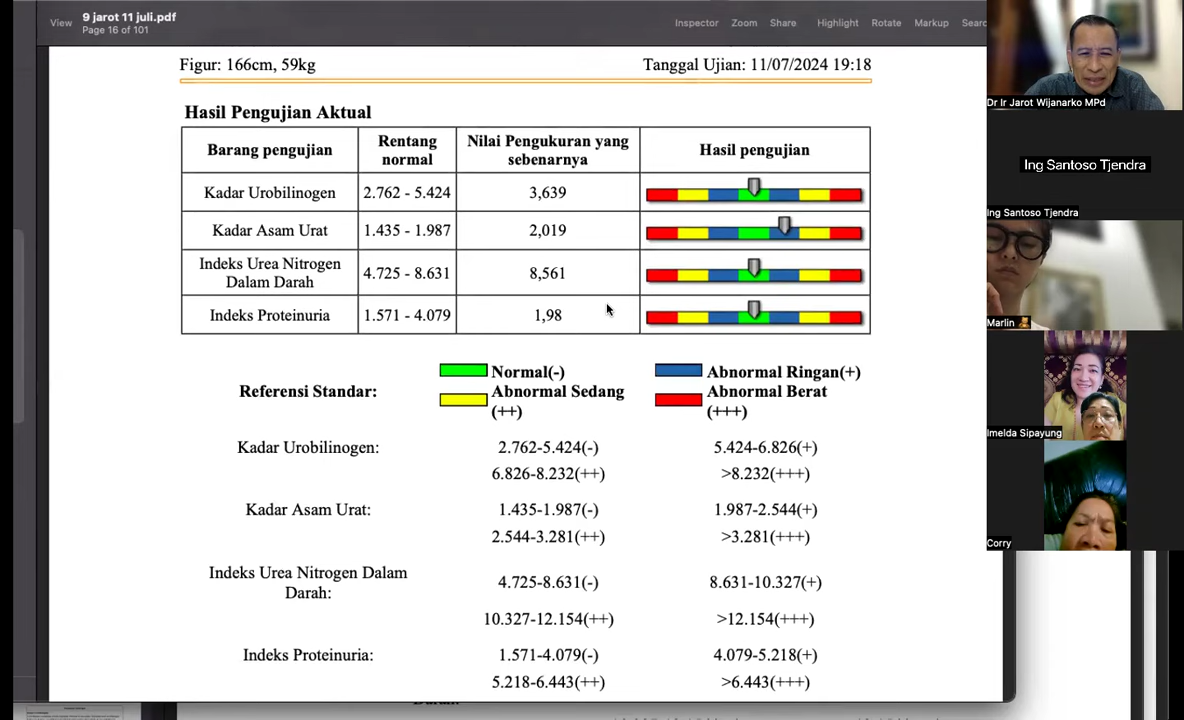 View
9 jarot 11 juli.pdf
Page 16 of 101
Inspector Zoom Share Highlight Rotate Markup
Figur: 166cm, 59kg
Tanggal Ujian: 11/07/2024 19:18
Hasil Pengujian Aktual
Barang pengujian
Rentang normal
Nilai Pengukuran yang sebenarnya
Hasil pengujian
Kadar Urobilinogen 2.762 - 5.424 3,639
Kadar Asam Urat 1.435 - 1.987 2,019
Indeks Urea Nitrogen Dalam Darah 4.725 - 8.631 8,561
Indeks Proteinuria 1.571 - 4.079 1,98
Referensi Standar:
Normal(-)
Abnormal Ringan(+)
Abnormal Sedang (++)
Abnormal Berat (+++)
Kadar Urobilinogen: 2.762-5.424(-) 5.424-6.826(+)
6.826-8.232(++) >8.232(+++)
Kadar Asam Urat: 1.435-1.987(-) 1.987-2.544(+)
2.544-3.281(++) >3.281(+++)
Indeks Urea Nitrogen Dalam Darah: 4.725-8.631(-) 8.631-10.327(+)
10.327-12.154(++) >12.154(+++)
Indeks Proteinuria: 1.571-4.079(-) 4.079-5.218(+)
5.218-6.443(++) >6.443(+++)
Dr Ir Jarot Wijanarko MPd
Ing Santoso Tjendra
Ing Santoso Tjendra
Marlin
Imelda Sipayung
Corry